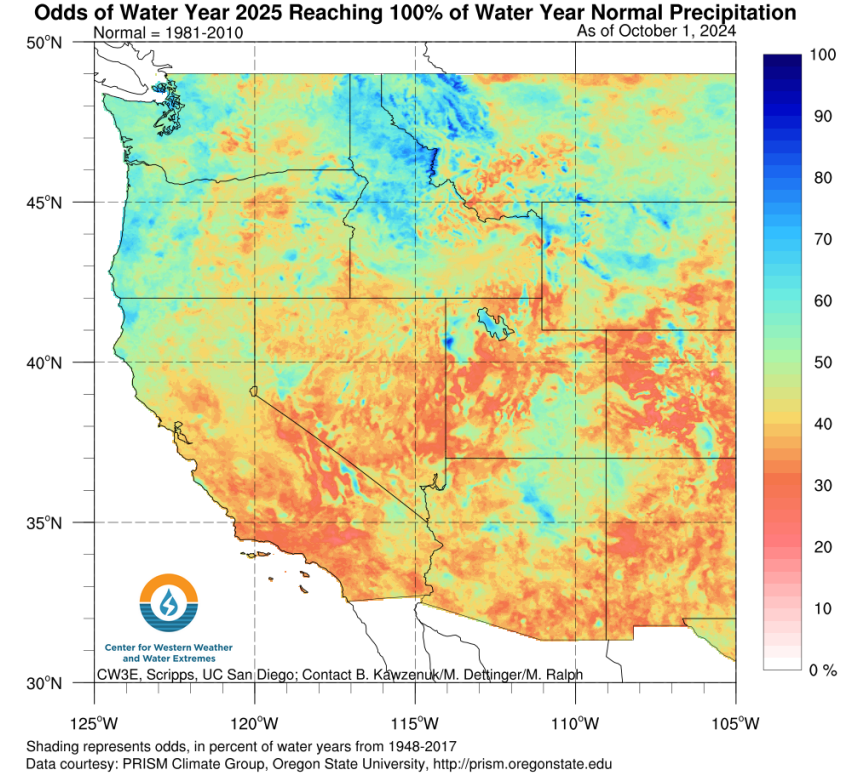 Odds of Water Year 2025 Reaching 100% of Water Year Normal Precipitation
Normal = 1981-2010
As of October 1, 2024
50°N
45°N
40°N
35°N
30°N
125°W
120°W
115°W
110°W
105°W
100
90
80
70
60
50
40
30
20
10
0 %
Center for Western Weather
and Water Extremes
CW3E, Scripps, UC San Diego; Contact B. Kawzenuk/M. Dettinger/M. Ralph
Shading represents odds, in percent of water years from 1948-2017
Data courtesy: PRISM Climate Group, Oregon State University, http://prism.oregonstate.edu